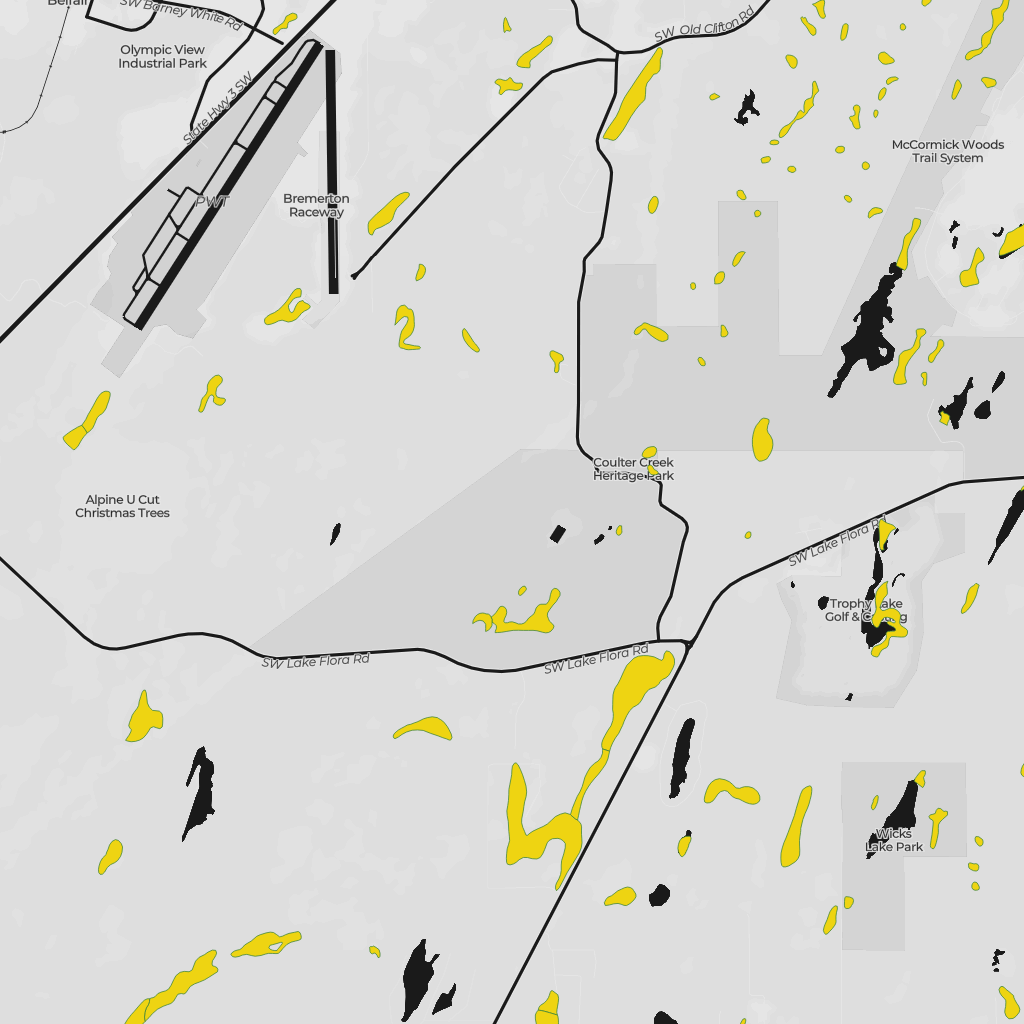 Belfair
SW Barney White Rd
SW Old Clifton Rd
Olympic View
Industrial Park
State Hwy 3 SW
McCormick Woods
Trail System
PWT
Bremerton
Raceway
Coulter Creek
Heritage Park
Alpine U Cut
Christmas Trees
SW Lake Flora Rd
Trophy Lake
Golf & Casting
SW Lake Flora Rd
SW Lake Flora Rd
Wicks
Lake Park